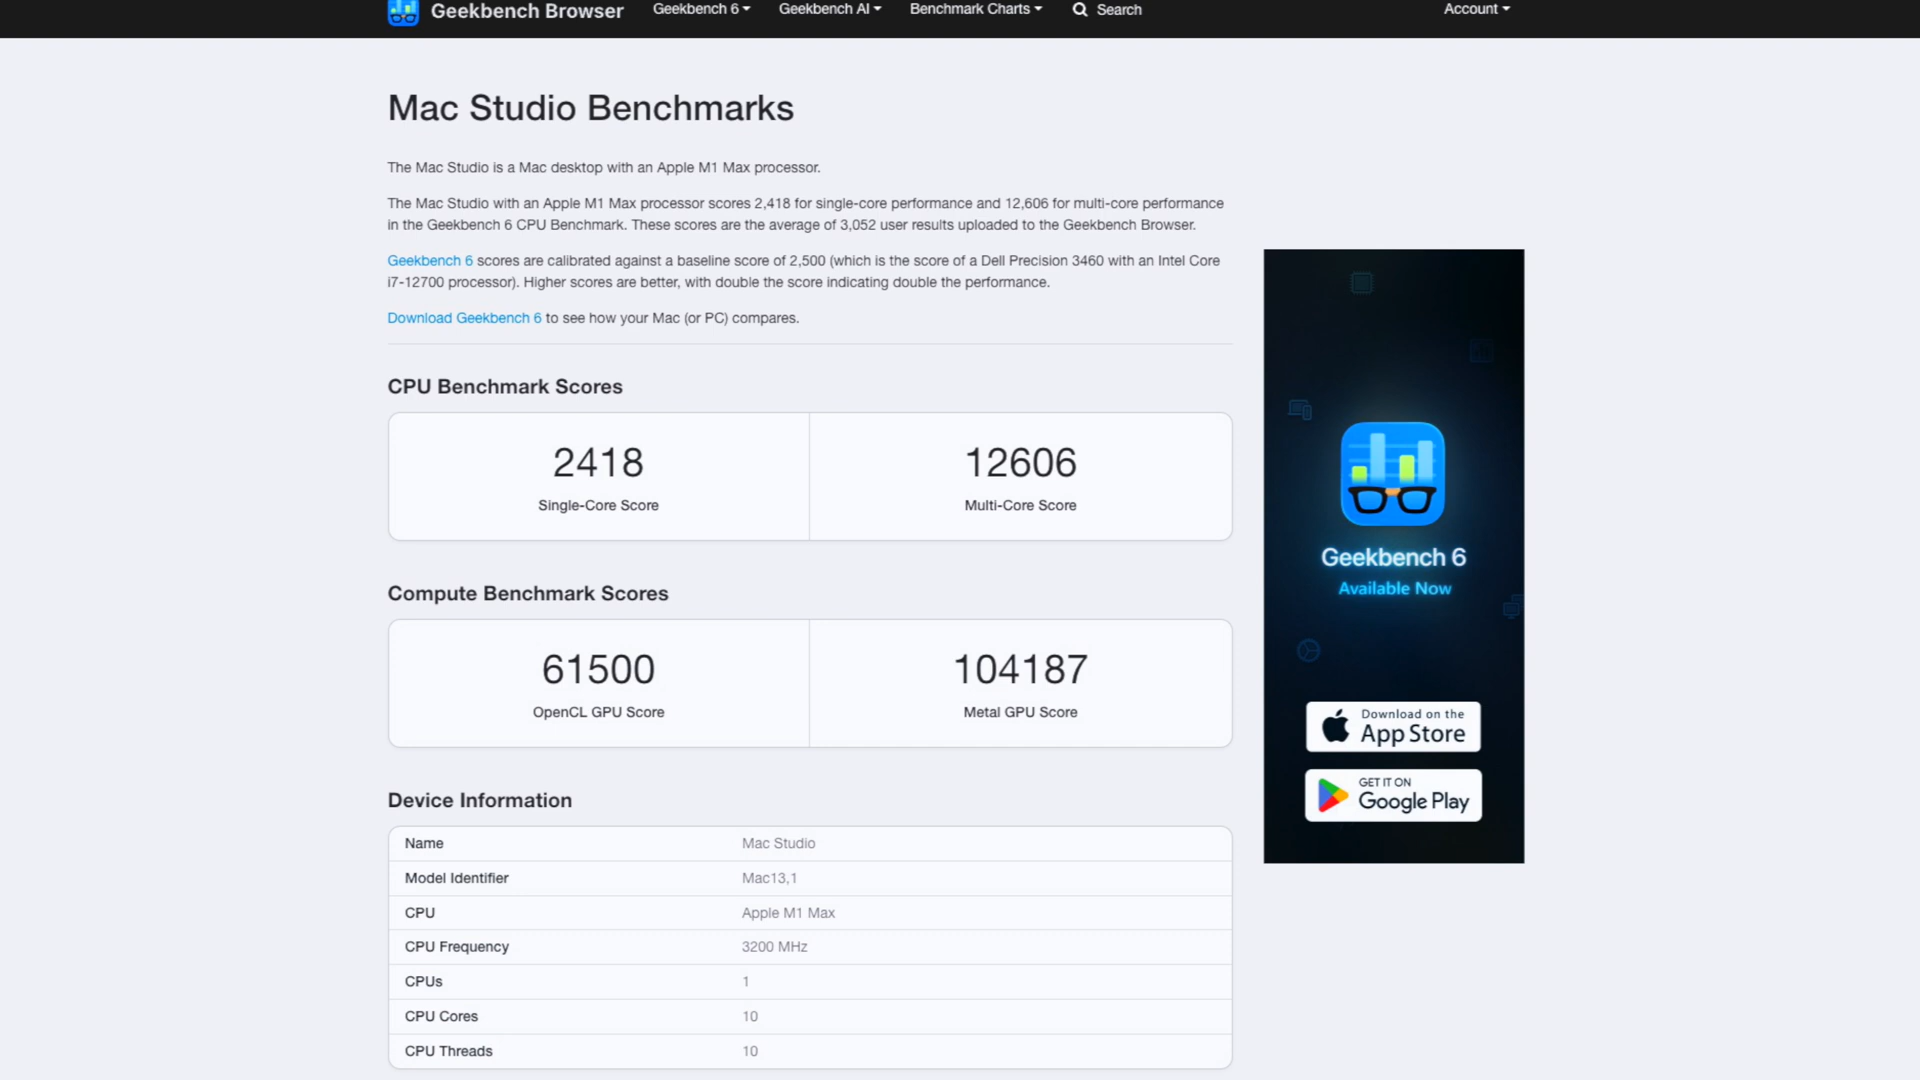 Geekbench Browser
Geekbench 6
Geekbench AI
Benchmark Charts
Search
Account
Mac Studio Benchmarks
The Mac Studio is a Mac desktop with an Apple M1 Max processor.
The Mac Studio with an Apple M1 Max processor scores 2,418 for single-core performance and 12,606 for multi-core performance
in the Geekbench 6 CPU Benchmark. These scores are the average of 3,052 user results uploaded to the Geekbench Browser.
Geekbench 6 scores are calibrated against a baseline score of 2,500 (which is the score of a Dell Precision 3460 with an Intel Core
i7-12700 processor). Higher scores are better, with double the score indicating double the performance.
Download Geekbench 6 to see how your Mac (or PC) compares.
CPU Benchmark Scores
2418
Single-Core Score
12606
Multi-Core Score
Compute Benchmark Scores
61500
OpenCL GPU Score
104187
Metal GPU Score
Device Information
Name Mac Studio
Model Identifier Mac13,1
CPU Apple M1 Max
CPU Frequency 3200 MHz
CPUs 1
CPU Cores 10
CPU Threads 10
Geekbench 6
Available Now
Download on the
App Store
GET IT ON
Google Play